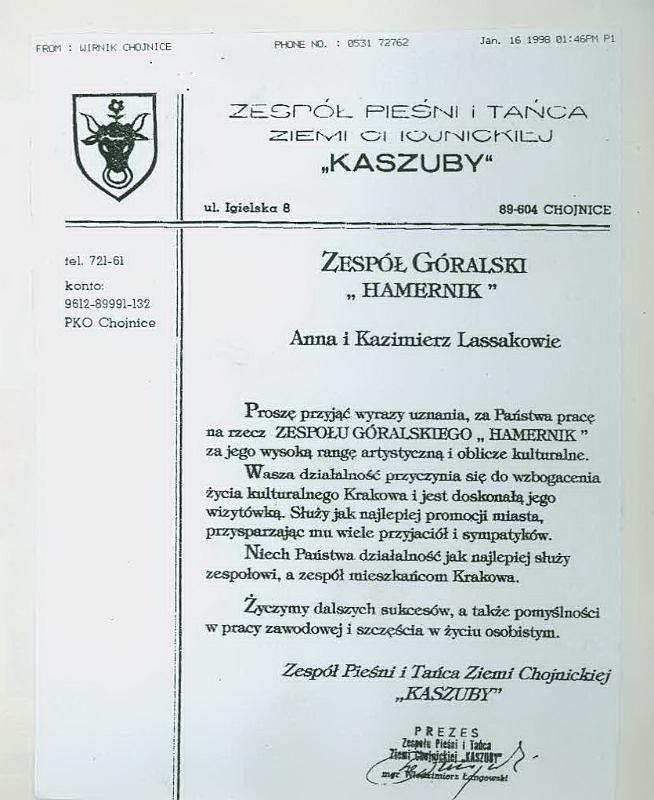 FROM : WIRNIK CHOJNICE
PHONE NO. : 0531 72762
Jan. 16 1998 01:46PM P1
ZESPÓŁ PIEŚNI i TAŃCA
ZIEMI CHOJNICKIEJ
„KASZUBY“
ul. Igielska 8
89-604 CHOJNICE
tel. 721-61
konto:
9612-89991-132
PKO Chojnice
ZESPÓŁ GÓRALSKI
„ HAMERNIK ”
Anna i Kazimierz Lassakowie
Proszę przyjąć wyrazy uznania, za Państwa pracę
na rzecz ZESPOŁU GÓRALSKIEGO „ HAMERNIK ”
za jego wysoką rangę artystyczną i oblicze kulturalne.
Wasza działalność przyczynia się do wzbogacenia
życia kulturalnego Krakowa i jest doskonałą jego
wizytówką. Służy jak najlepiej promocji miasta,
przysparzając mu wiele przyjaciół i sympatyków.
Niech Państwa działalność jak najlepiej służy
zespołowi, a zespół mieszkańcom Krakowa.
Życzymy dalszych sukcesów, a także pomyślności
w pracy zawodowej i szczęścia w życiu osobistym.
Zespół Pieśni i Tańca Ziemi Chojnickiej
„KASZUBY”
PREZES
Zespołu Pieśni i Tańca
Ziemi Chojnickiej „KASZUBY”
mgr Włodzimierz Łangowski